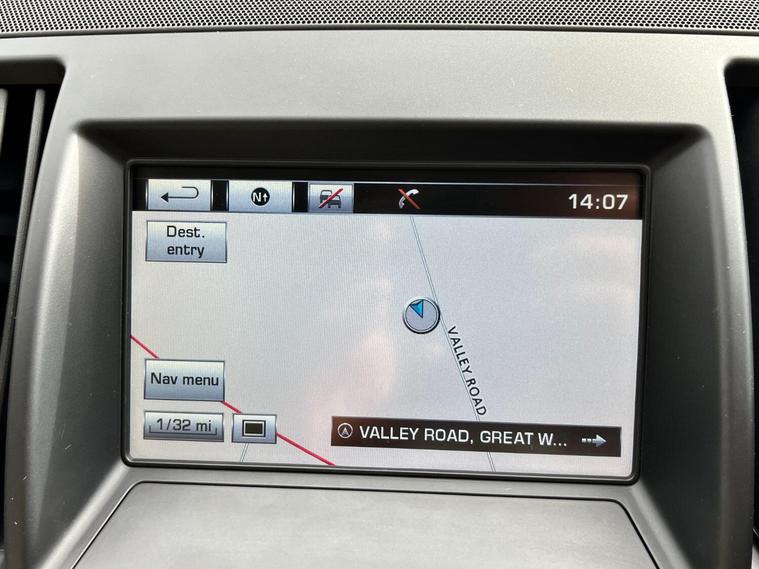 N
14:07
Dest.
entry
VALLEY ROAD
Nav menu
1/32 mi
VALLEY ROAD, GREAT W...